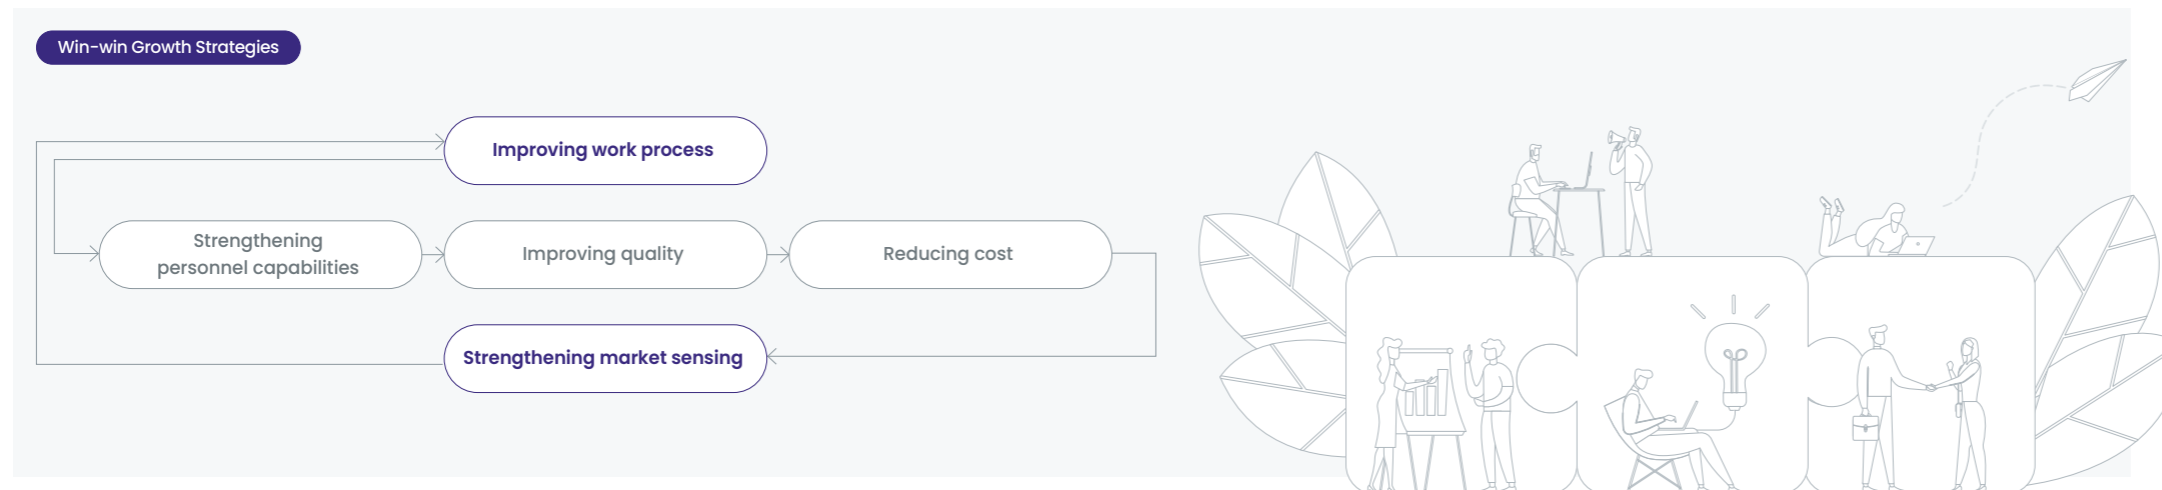 Win-win Growth Strategies
Improving work process
Strengthening
personnel capabilities
Improving quality
Reducing cost
Strengthening market sensing